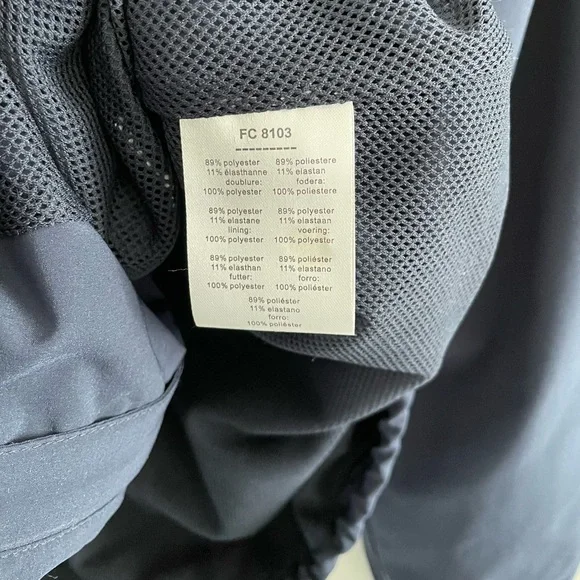 FC 8103
---------
89% polyester
11% élasthanne
doublure:
100% polyester
89% poliestere
11% elastan
fodera:
100% poliestere
89% polyester
11% elastane
lining:
100% polyester
89% polyester
11% elastaan
voering:
100% polyester
89% polyester
11% elasthan
futter:
100% polyester
89% poliéster
11% elastano
forro:
100% poliéster
89% poliéster
11% elastano
forro:
100% poliéster